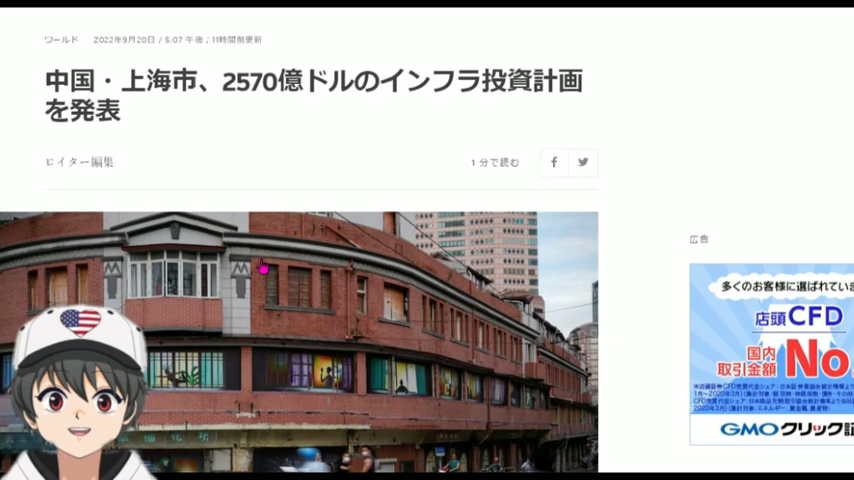 ワールド 2022年9月20日 / 5:07 午後 / 11時間前更新
中国・上海市、2570億ドルのインフラ投資計画
を発表
ロイター編集
1 分で読む
広告
多くのお客様に選ばれていま
店頭CFD
国内
取引金額
No
GMOクリック証